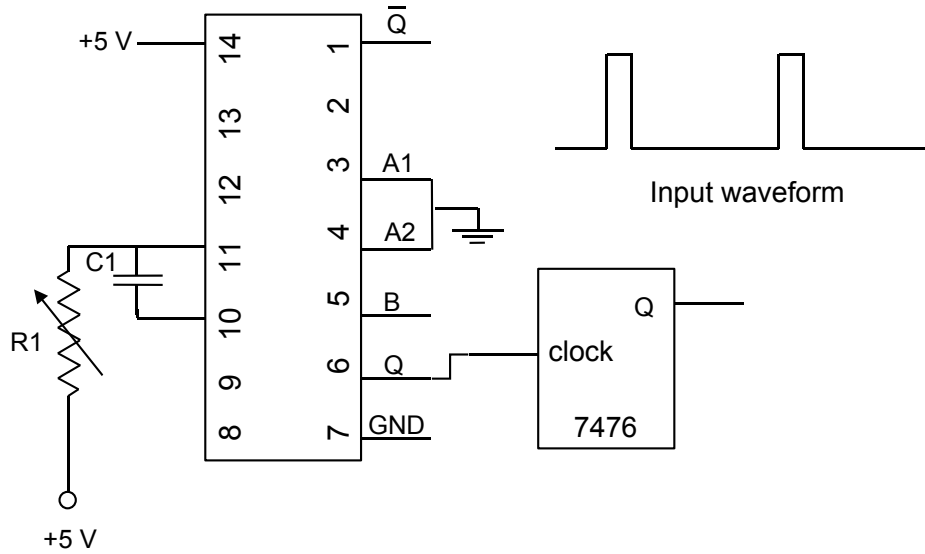 +5 V
14
13
12
11
10
9
8
1
2
3
4
5
6
7
Q̅
A1
A2
B
Q
GND
C1
R1
+5 V
Input waveform
Q
clock
7476